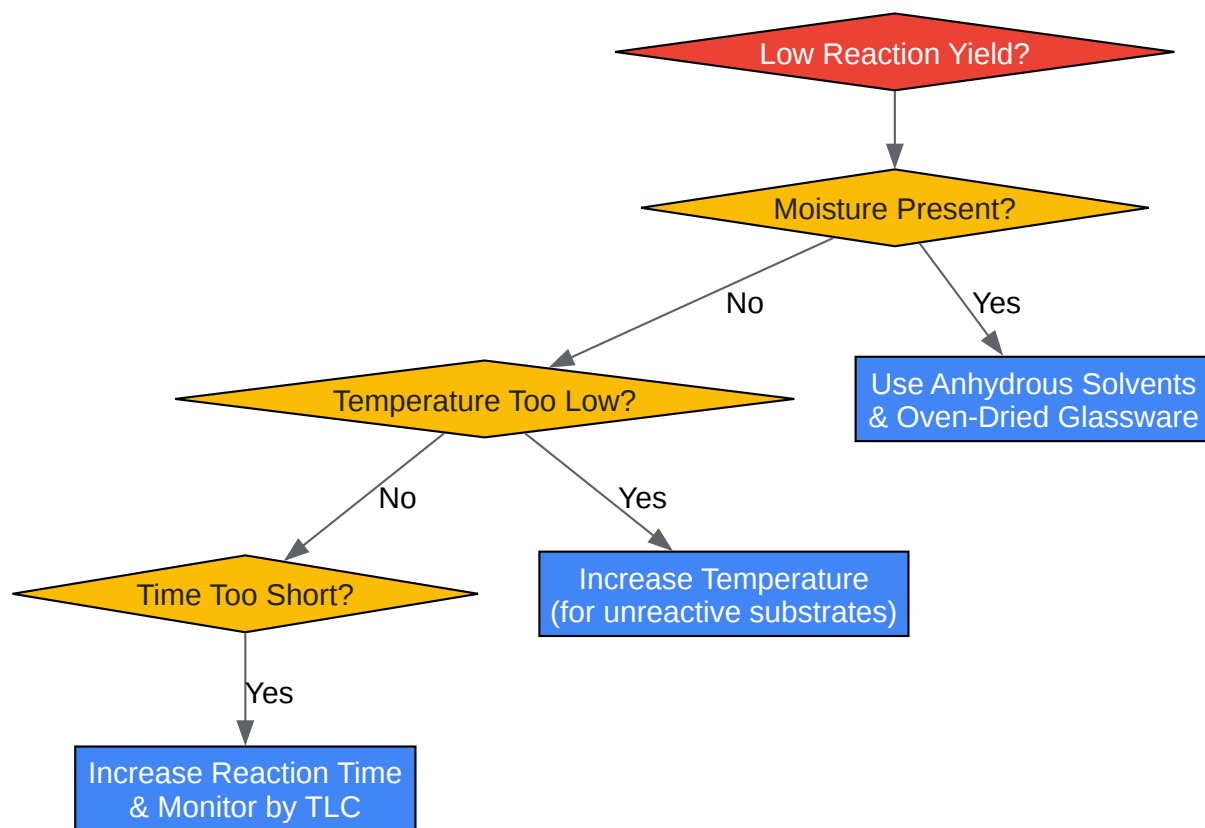 Low Reaction Yield?
Moisture Present?
No
Yes
Temperature Too Low?
Use Anhydrous Solvents
& Oven-Dried Glassware
No
Yes
Time Too Short?
Increase Temperature
(for unreactive substrates)
Yes
Increase Reaction Time
& Monitor by TLC